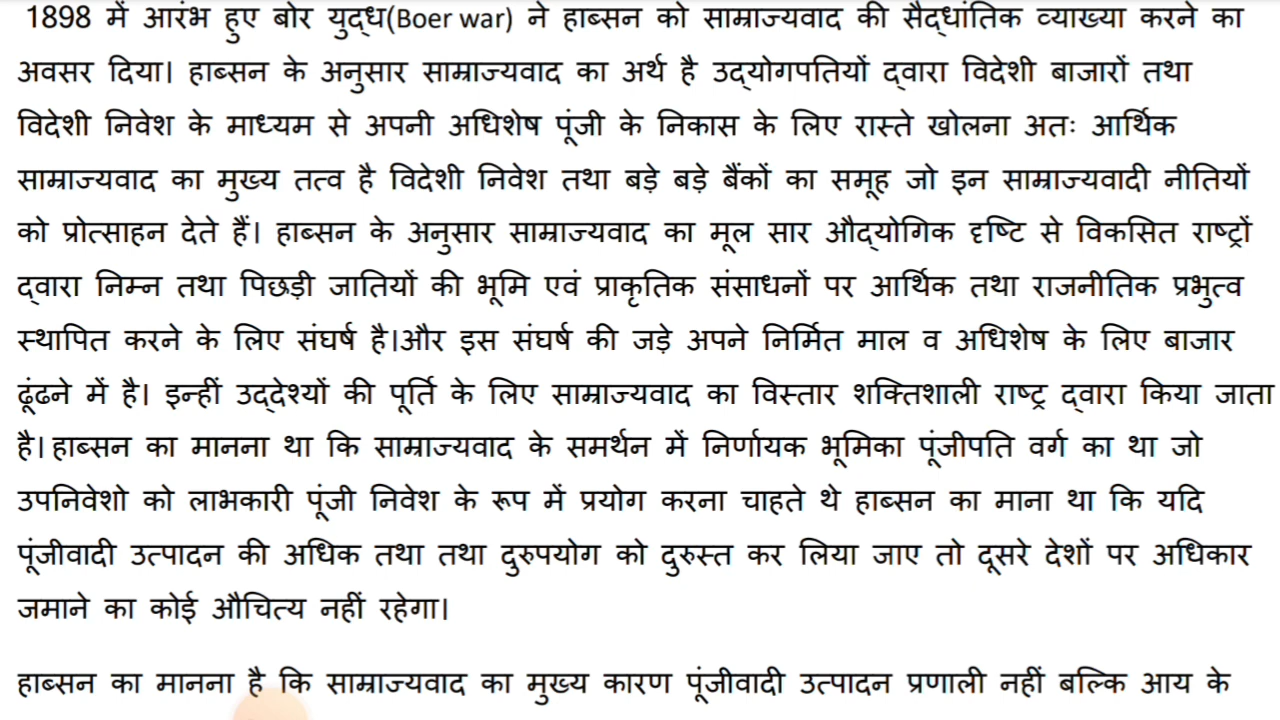 1898 में आरंभ हुए बोर युद्ध(Boer war) ने हाब्सन को साम्राज्यवाद की सैद्धांतिक व्याख्या करने का
अवसर दिया। हाब्सन के अनुसार साम्राज्यवाद का अर्थ है उद्योगपतियों द्वारा विदेशी बाजारों तथा
विदेशी निवेश के माध्यम से अपनी अधिशेष पूंजी के निकास के लिए रास्ते खोलना अतः आर्थिक
साम्राज्यवाद का मुख्य तत्व है विदेशी निवेश तथा बड़े बड़े बैंकों का समूह जो इन साम्राज्यवादी नीतियों
को प्रोत्साहन देते हैं। हाब्सन के अनुसार साम्राज्यवाद का मूल सार औद्योगिक दृष्टि से विकसित राष्ट्रों
द्वारा निम्न तथा पिछड़ी जातियों की भूमि एवं प्राकृतिक संसाधनों पर आर्थिक तथा राजनीतिक प्रभुत्व
स्थापित करने के लिए संघर्ष है।और इस संघर्ष की जड़े अपने निर्मित माल व अधिशेष के लिए बाजार
ढूंढने में है। इन्हीं उद्देश्यों की पूर्ति के लिए साम्राज्यवाद का विस्तार शक्तिशाली राष्ट्र द्वारा किया जाता
है। हाब्सन का मानना था कि साम्राज्यवाद के समर्थन में निर्णायक भूमिका पूंजीपति वर्ग का था जो
उपनिवेशो को लाभकारी पूंजी निवेश के रूप में प्रयोग करना चाहते थे हाब्सन का माना था कि यदि
पूंजीवादी उत्पादन की अधिक तथा तथा दुरुपयोग को दुरुस्त कर लिया जाए तो दूसरे देशों पर अधिकार
जमाने का कोई औचित्य नहीं रहेगा।
हाब्सन का मानना है कि साम्राज्यवाद का मुख्य कारण पूंजीवादी उत्पादन प्रणाली नहीं बल्कि आय के